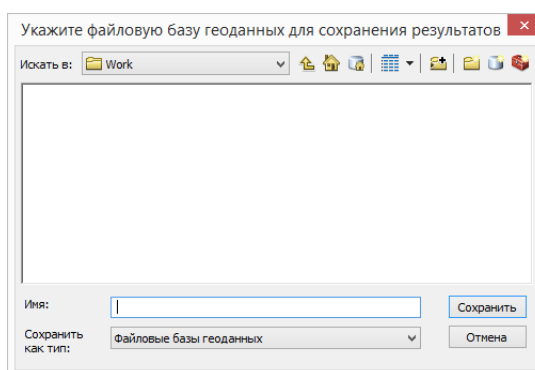 Укажите файловую базу геоданных для сохранения результатов
Искать в: Work
Имя:
Сохранить
Сохранить как тип: Файловые базы геоданных
Отмена